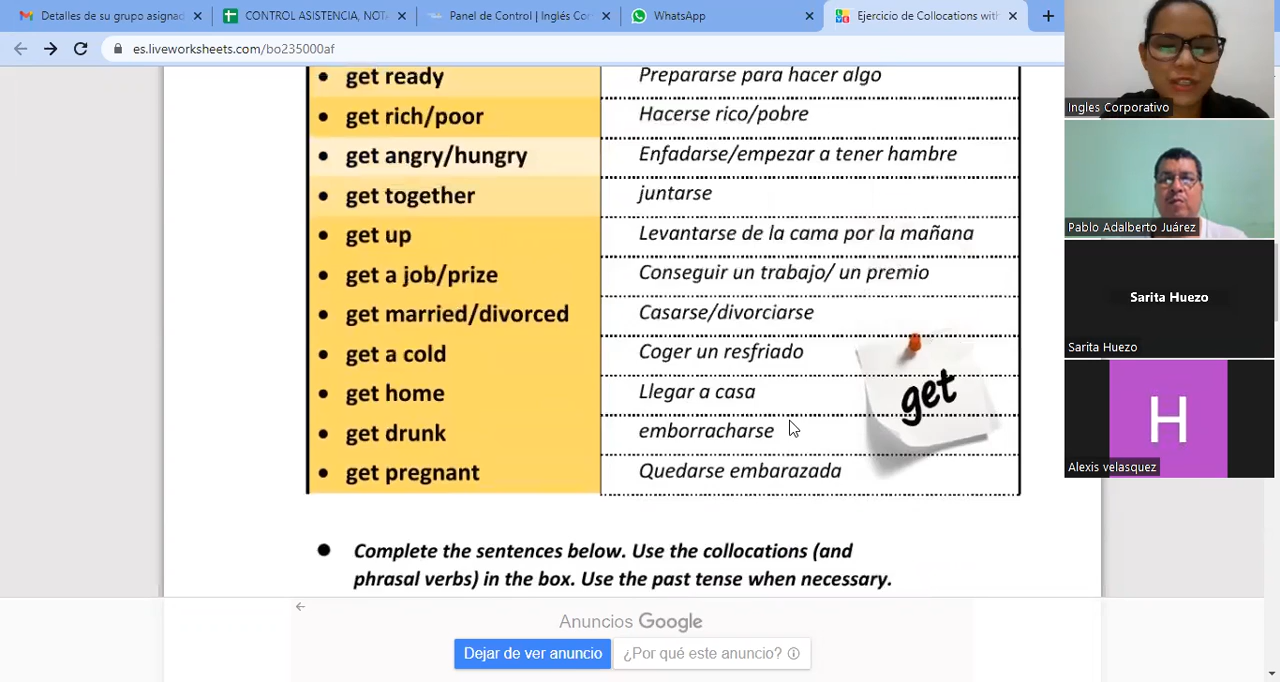 Detalles de su grupo asignad
CONTROL ASISTENCIA, NOT
Panel de Control | Inglés Cor
WhatsApp
Ejercicio de Collocations with
es.liveworksheets.com/bo235000af
get ready Prepararse para hacer algo
get rich/poor Hacerse rico/pobre
get angry/hungry Enfadarse/empezar a tener hambre
get together juntarse
get up Levantarse de la cama por la mañana
get a job/prize Conseguir un trabajo/ un premio
get married/divorced Casarse/divorciarse
get a cold Coger un resfriado
get home Llegar a casa
get drunk emborracharse
get pregnant Quedarse embarazada
get
Complete the sentences below. Use the collocations (and
phrasal verbs) in the box. Use the past tense when necessary.
Anuncios Google
Dejar de ver anuncio
¿Por qué este anuncio?
Ingles Corporativo
Pablo Adalberto Juárez
Sarita Huezo
Sarita Huezo
H
Alexis velasquez